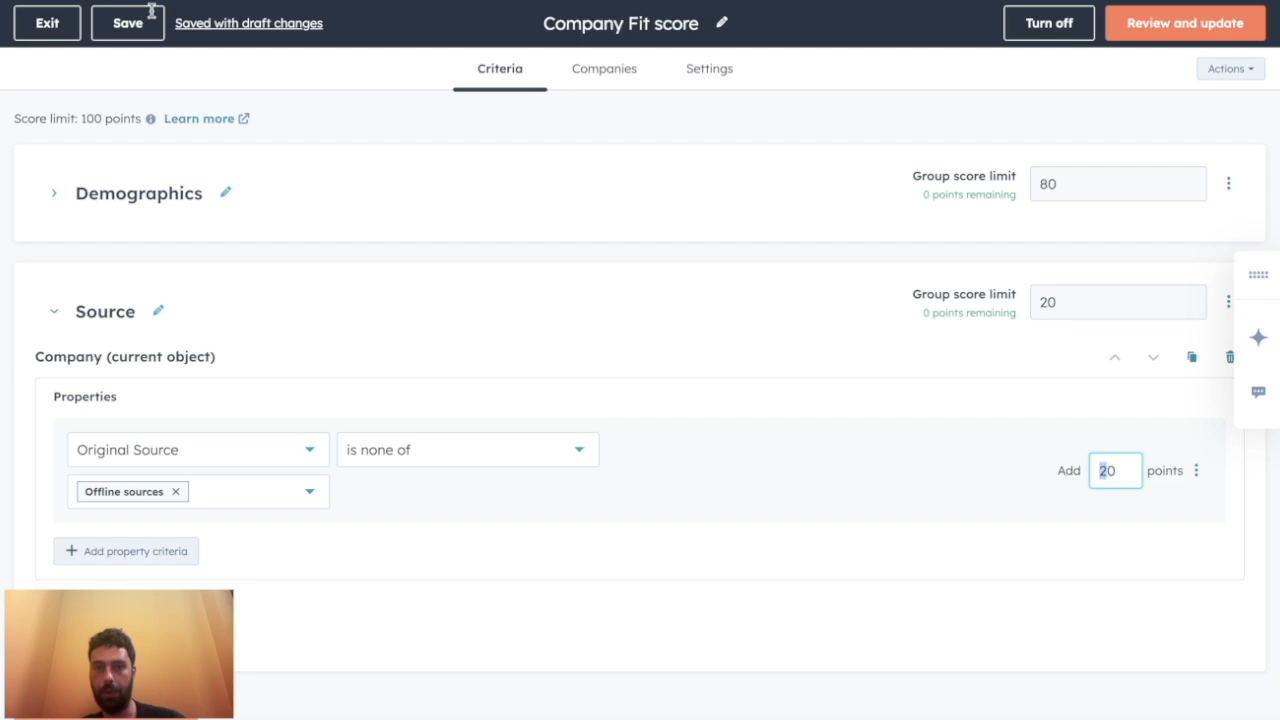 Exit
Save
Saved with draft changes
Company Fit score
Turn off
Review and update
Criteria
Companies
Settings
Actions
Score limit: 100 points
Learn more
Demographics
Group score limit
0 points remaining
80
Source
Group score limit
0 points remaining
20
Company (current object)
Properties
Original Source
is none of
Offline sources
Add 20 points
Add property criteria